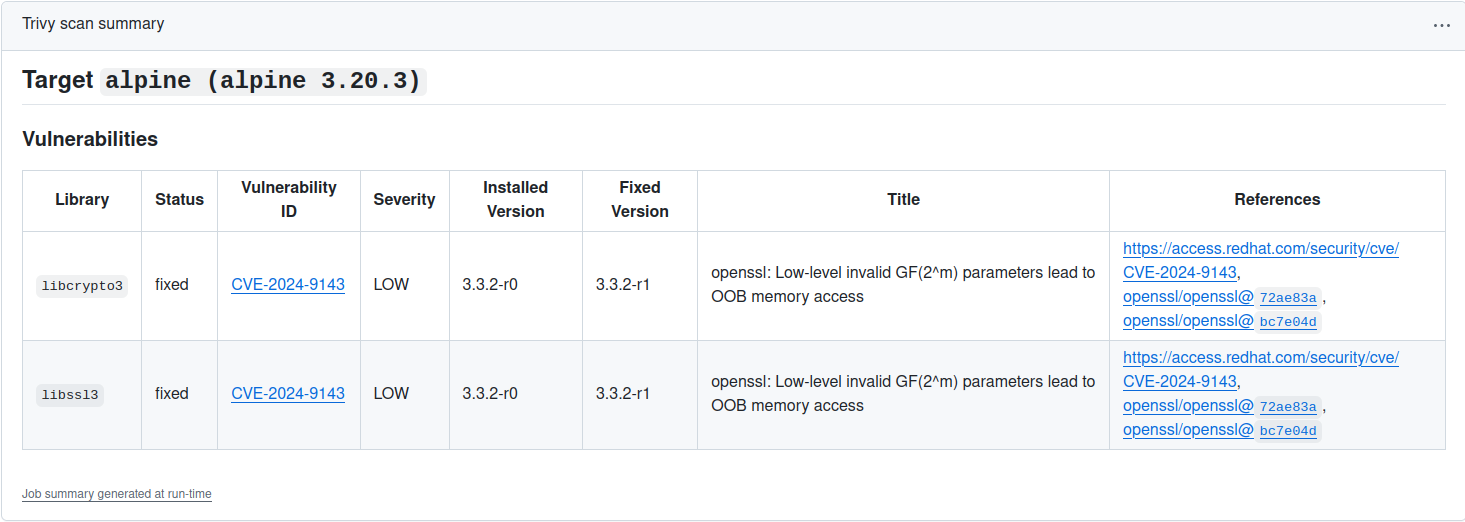 Trivy scan summary
...
Target alpine (alpine 3.20.3)
Vulnerabilities
Library Status Vulnerability ID Severity Installed Version Fixed Version Title References
libcrypto3 fixed CVE-2024-9143 LOW 3.3.2-r0 3.3.2-r1 openssl: Low-level invalid GF(2^m) parameters lead to OOB memory access https://access.redhat.com/security/cve/CVE-2024-9143, openssl/openssl@72ae83a, openssl/openssl@bc7e04d
libssl3 fixed CVE-2024-9143 LOW 3.3.2-r0 3.3.2-r1 openssl: Low-level invalid GF(2^m) parameters lead to OOB memory access https://access.redhat.com/security/cve/CVE-2024-9143, openssl/openssl@72ae83a, openssl/openssl@bc7e04d
Job summary generated at run-time